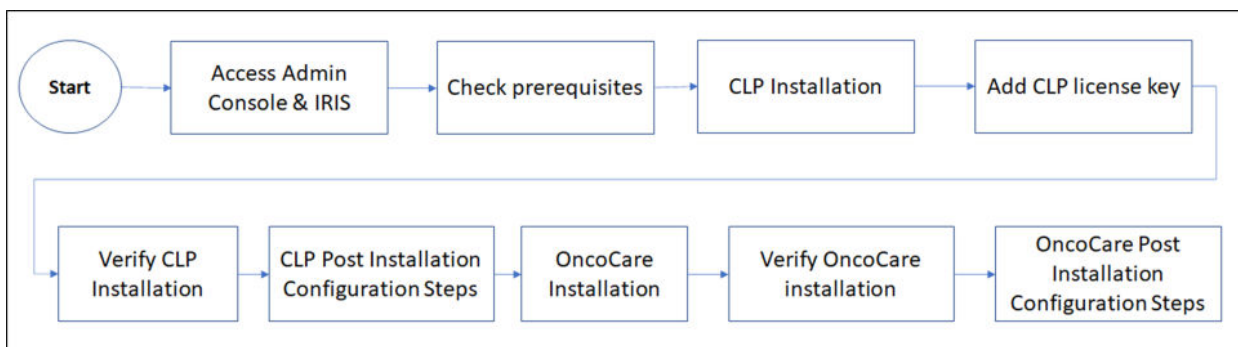 Start
Access Admin
Console & IRIS
Check prerequisites
CLP Installation
Add CLP license key
Verify CLP
Installation
CLP Post Installation
Configuration Steps
OncoCare
Installation
Verify OncoCare
installation
OncoCare Post
Installation
Configuration Steps